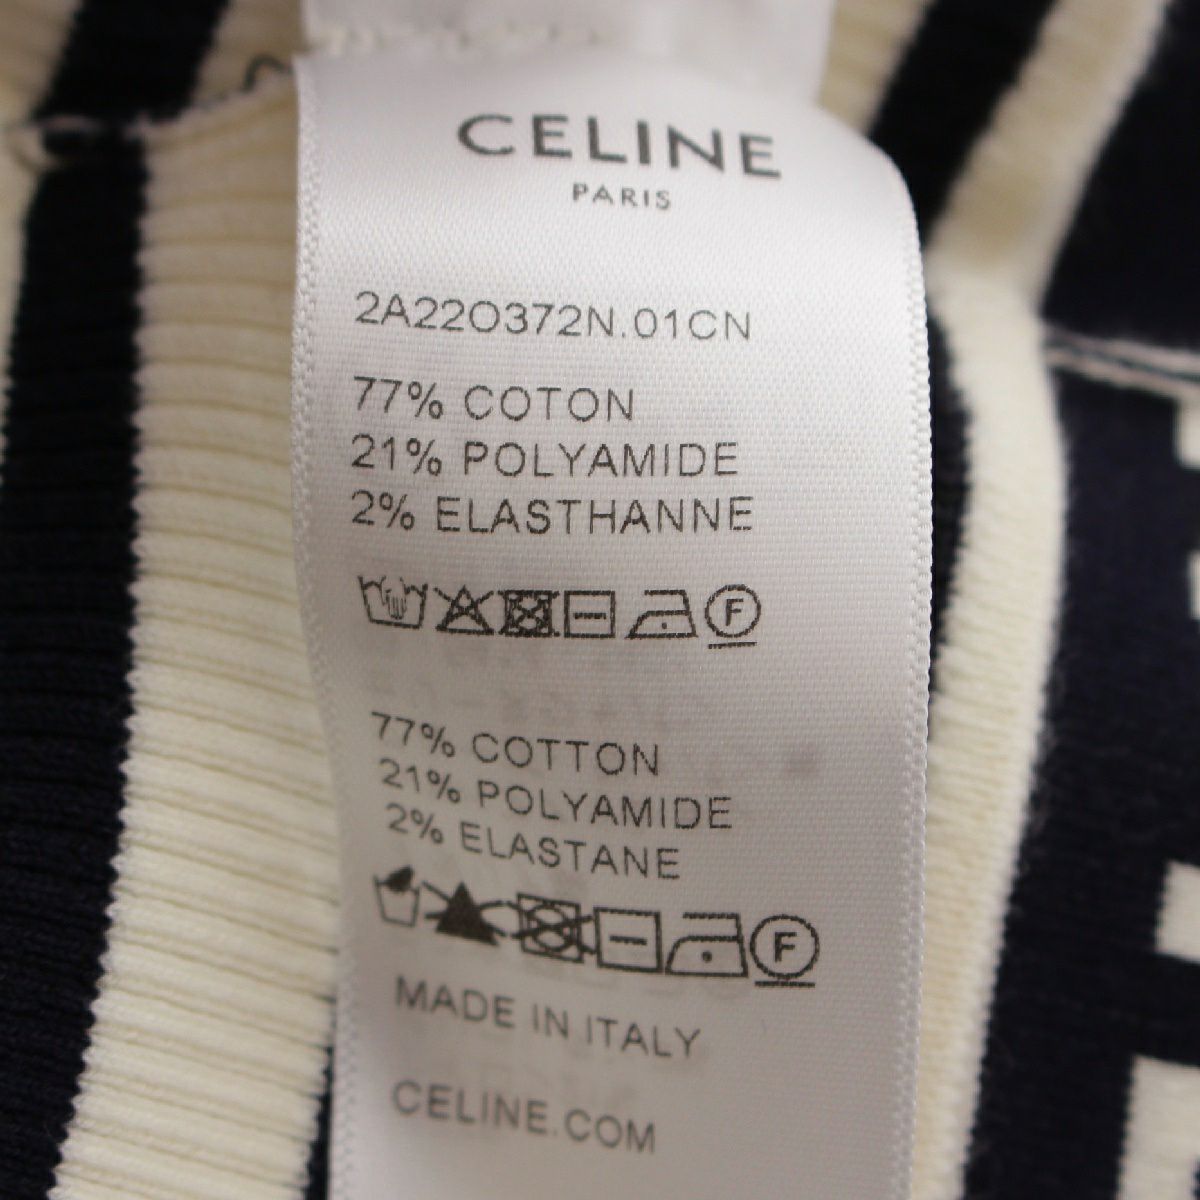 CELINE
PARIS
2A22O372N.01CN
77% COTON
21% POLYAMIDE
2% ELASTHANNE
F
77% COTTON
21% POLYAMIDE
2% ELASTANE
F
MADE IN ITALY
CELINE.COM